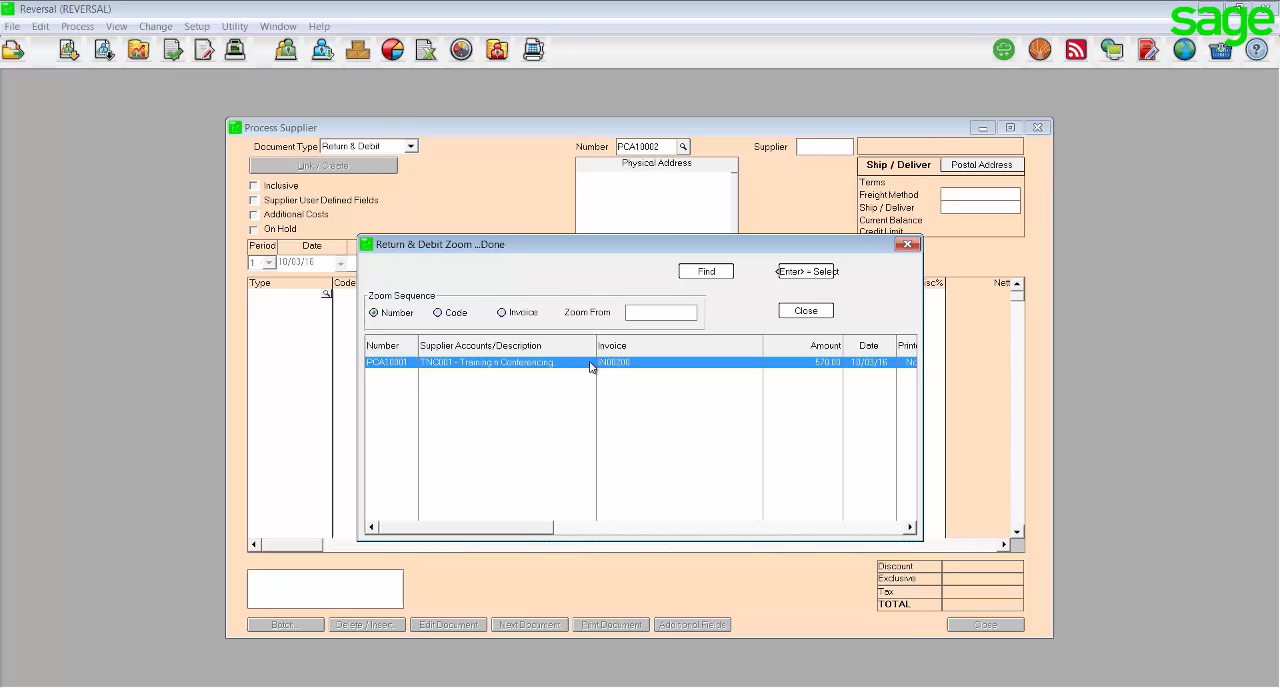 Reversal (REVERSAL)
sage
File Edit Process View Change Setup Utility Window Help
Process Supplier
Document Type Return & Debit Number PCA10002 Supplier
Link / Create Physical Address Ship / Deliver Postal Address
Terms
Inclusive Freight Method
Supplier User Defined Fields Ship / Deliver
Additional Costs Current Balance
On Hold Credit Limit
Period Date Return & Debit Zoom ...Done
1 10/03/16
Find <Enter> = Select
Type Code sc% Nett
Zoom Sequence
Number Code Invoice Zoom From Close
Number Supplier Accounts/Description Invoice Amount Date Printe
PCA10001 TNC001 - Training n Conferencing IN00200 570.00 10/03/16 No
Discount
Exclusive
Tax
TOTAL
Batch... Delete / Insert Edit Document Next Document Print Document Additional Fields Close